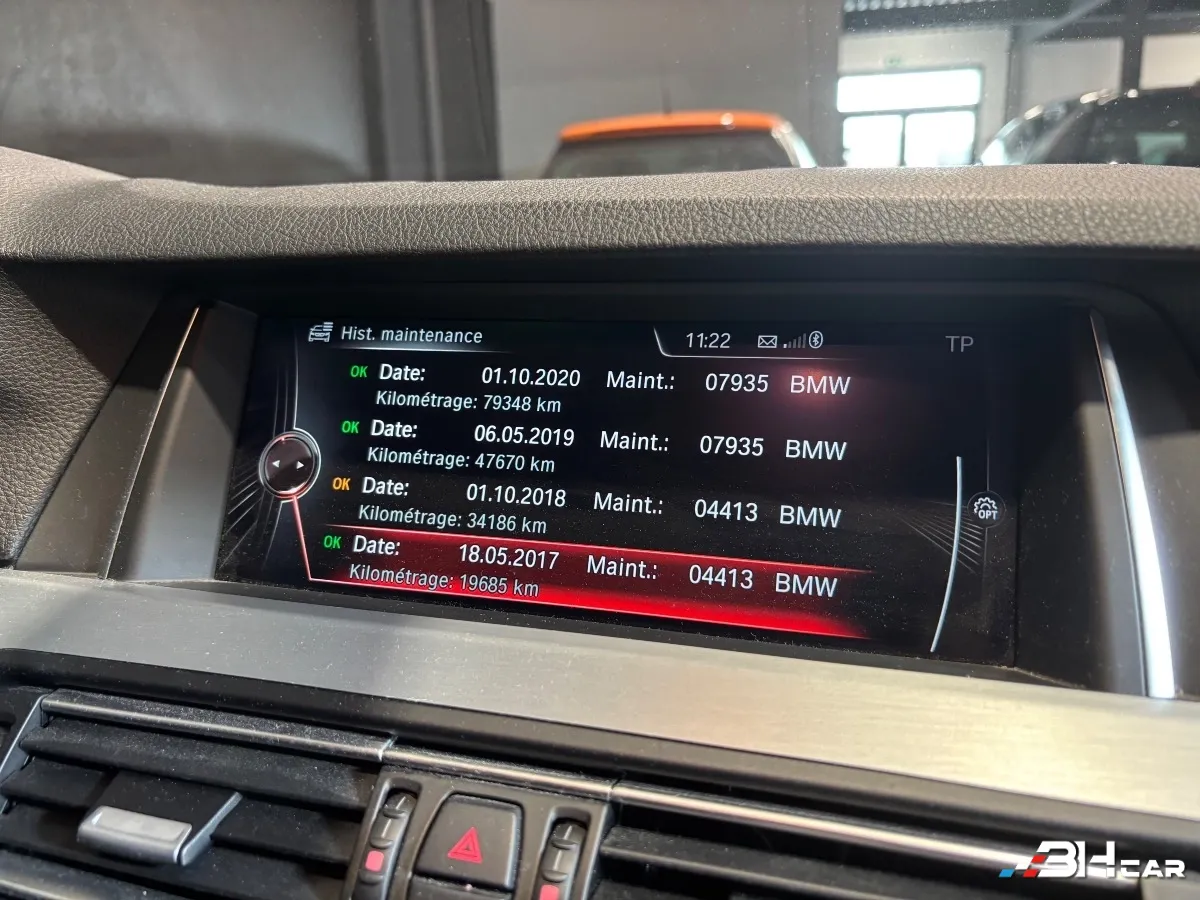 Hist. maintenance 11:22 TP
OK Date: 01.10.2020 Maint.: 07935 BMW
Kilométrage: 79348 km
OK Date: 06.05.2019 Maint.: 07935 BMW
Kilométrage: 47670 km
OK Date: 01.10.2018 Maint.: 04413 BMW
Kilométrage: 34186 km
OK Date: 18.05.2017 Maint.: 04413 BMW
Kilométrage: 19685 km
OPT
BHCAR